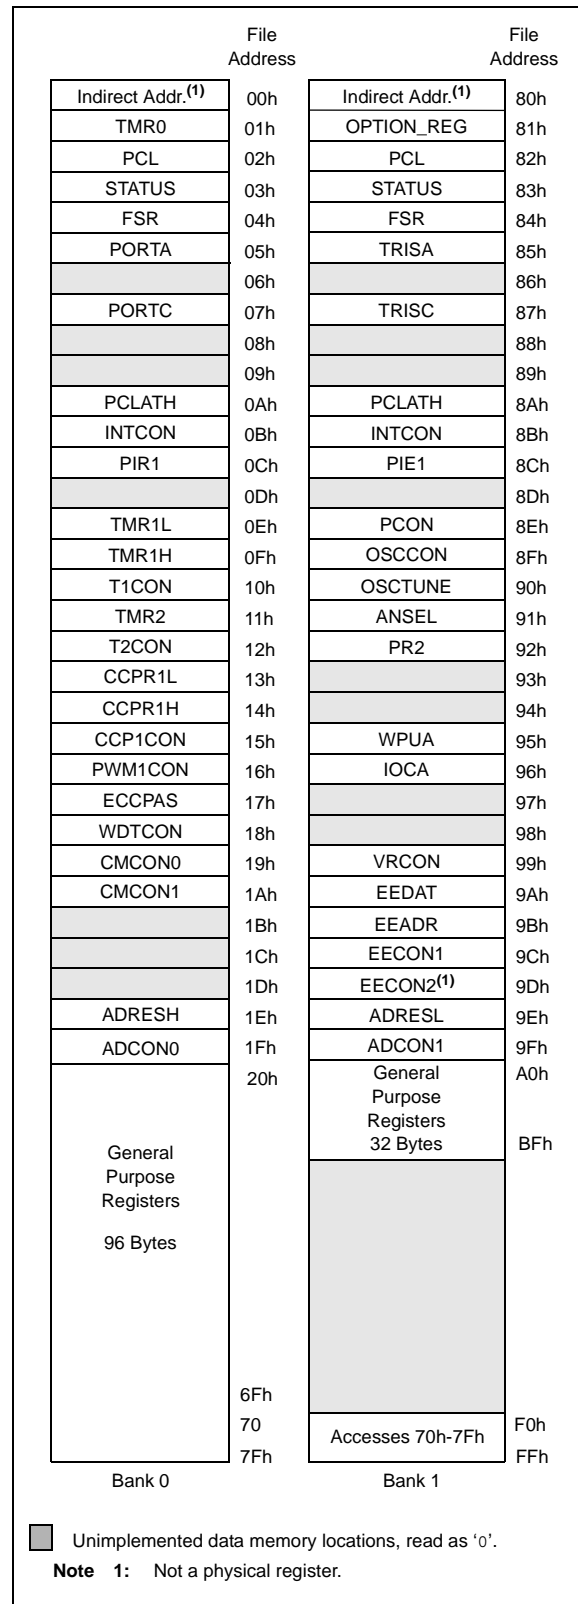 File Address File Address
Indirect Addr.(1) 00h Indirect Addr.(1) 80h
TMR0 01h OPTION_REG 81h
PCL 02h PCL 82h
STATUS 03h STATUS 83h
FSR 04h FSR 84h
PORTA 05h TRISA 85h
06h 86h
PORTC 07h TRISC 87h
08h 88h
09h 89h
PCLATH 0Ah PCLATH 8Ah
INTCON 0Bh INTCON 8Bh
PIR1 0Ch PIE1 8Ch
0Dh 8Dh
TMR1L 0Eh PCON 8Eh
TMR1H 0Fh OSCCON 8Fh
T1CON 10h OSCTUNE 90h
TMR2 11h ANSEL 91h
T2CON 12h PR2 92h
CCPR1L 13h 93h
CCPR1H 14h 94h
CCP1CON 15h WPUA 95h
PWM1CON 16h IOCA 96h
ECCPAS 17h 97h
WDTCON 18h 98h
CMCON0 19h VRCON 99h
CMCON1 1Ah EEDAT 9Ah
1Bh EEADR 9Bh
1Ch EECON1 9Ch
1Dh EECON2(1) 9Dh
ADRESH 1Eh ADRESL 9Eh
ADCON0 1Fh ADCON1 9Fh
20h General A0h
Purpose
Registers
32 Bytes BFh
General
Purpose
Registers
96 Bytes
6Fh
70 F0h
Accesses 70h-7Fh
7Fh FFh
Bank 0 Bank 1
Unimplemented data memory locations, read as ‘0’.
Note 1: Not a physical register.